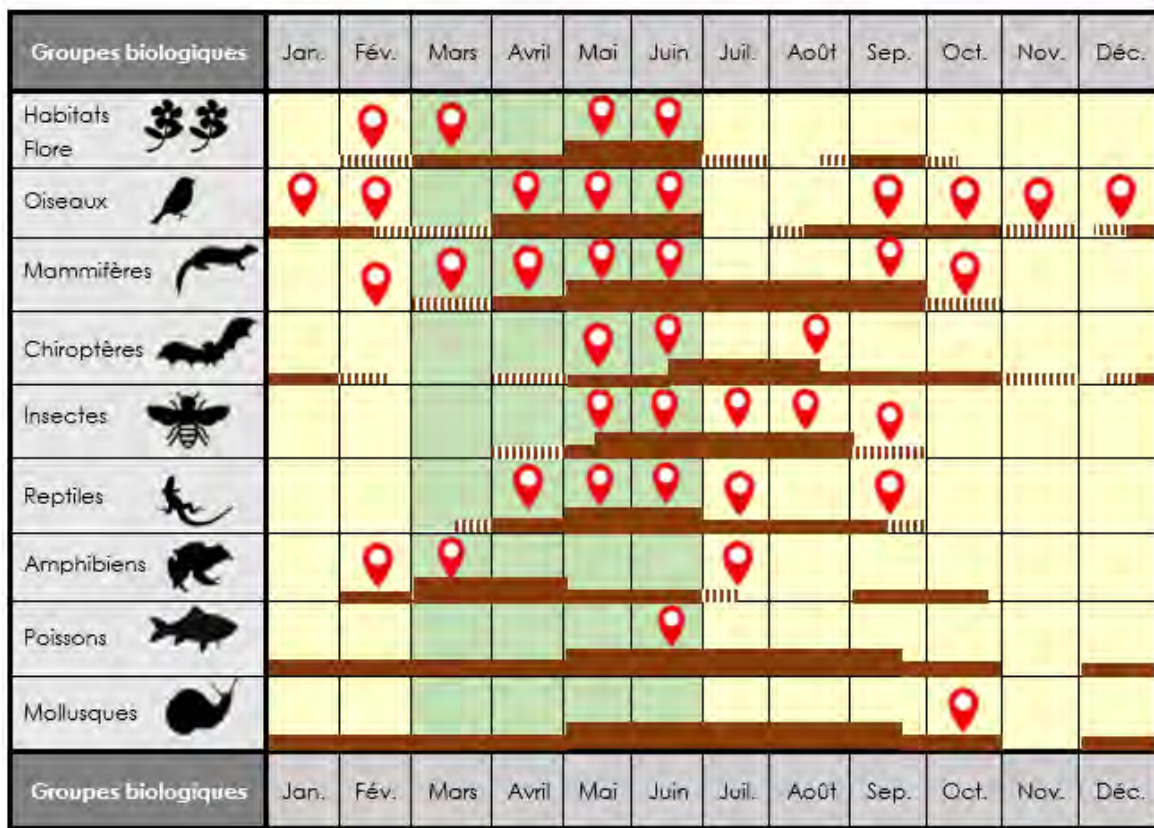 Groupes biologiques Jan. Fév. Mars Avril Mai Juin Juil. Août Sep. Oct. Nov. Déc.
Habitats
Flore
Oiseaux
Mammifères
Chiroptères
Insectes
Reptiles
Amphibiens
Poissons
Mollusques
Groupes biologiques Jan. Fév. Mars Avril Mai Juin Juil. Août Sep. Oct. Nov. Déc.